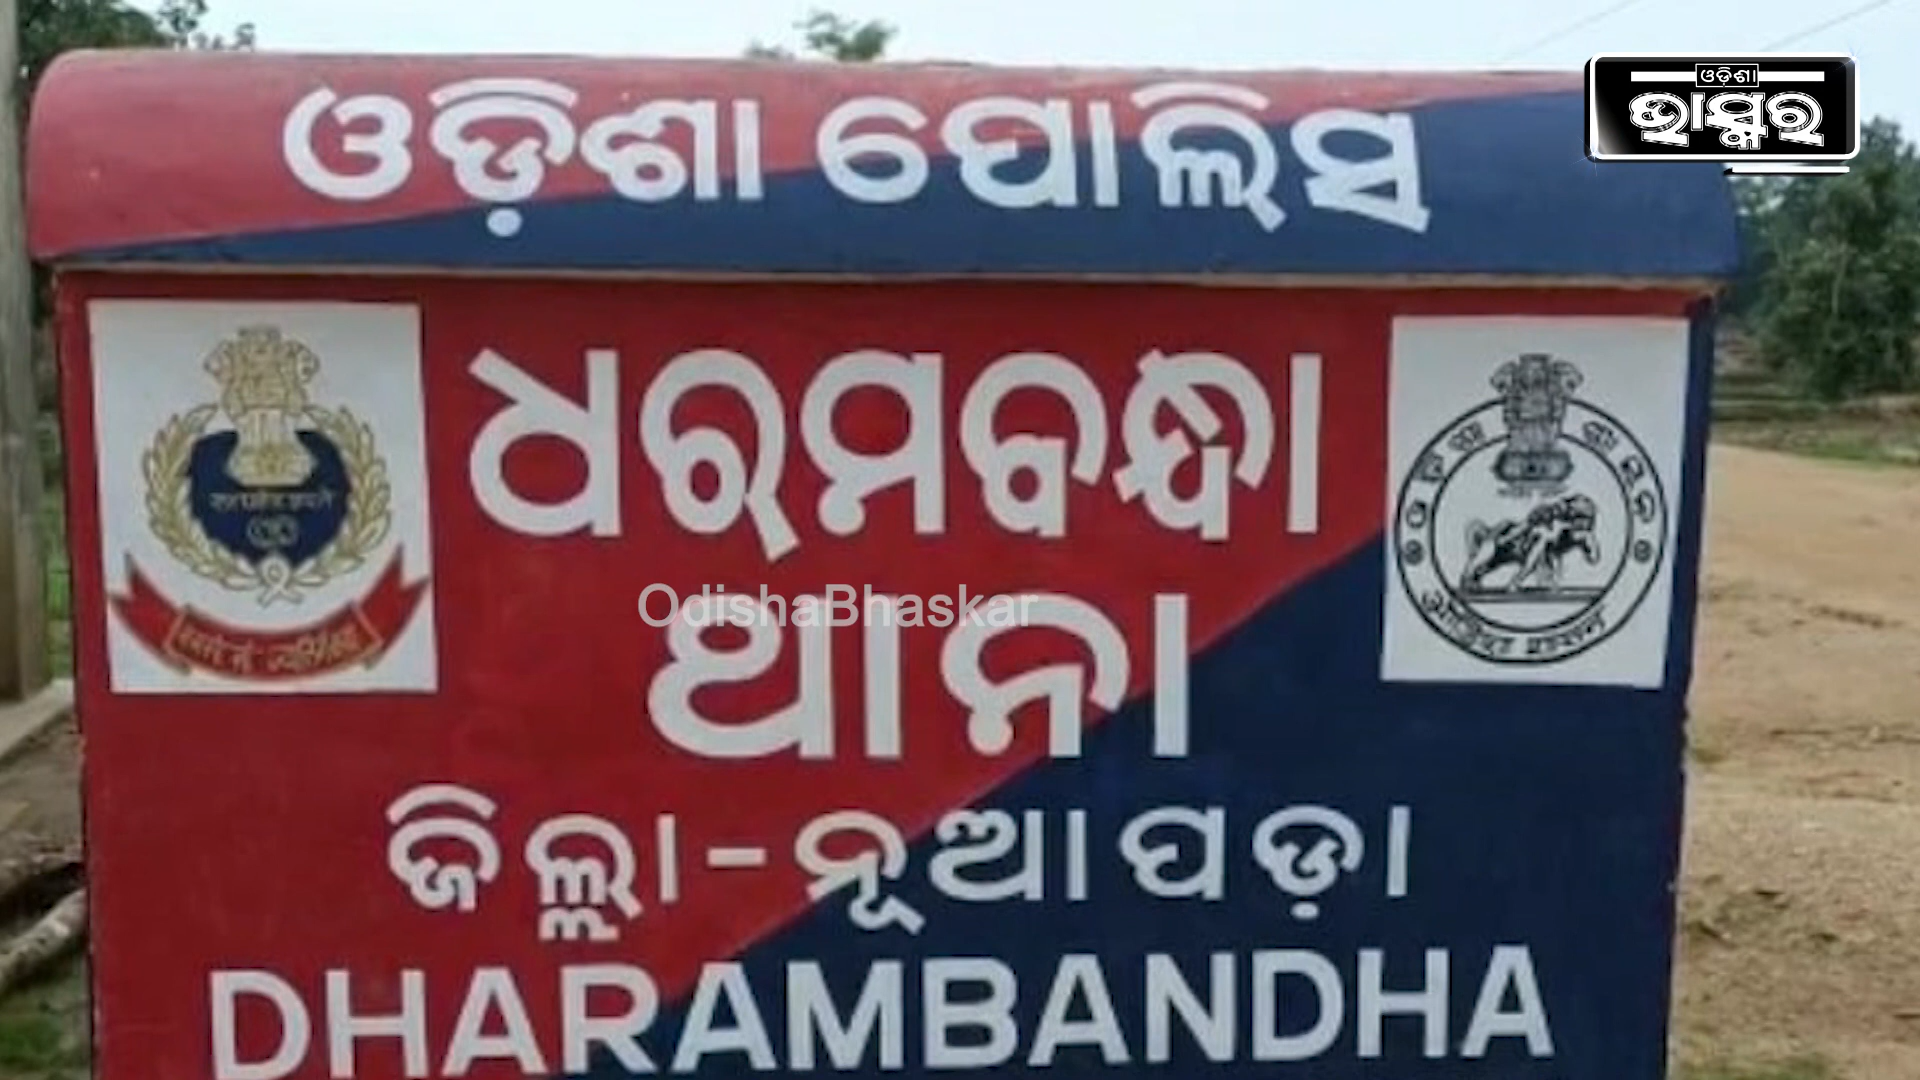 ଓଡ଼ିଶା
ଭାସ୍କର
ଓଡ଼ିଶା ପୋଲିସ
ଧରମବନ୍ଧା
OdishaBhaskar
ଥାନା
ଜିଲ୍ଲା-ନୂଆପଡ଼ା
DHARAMBANDHA